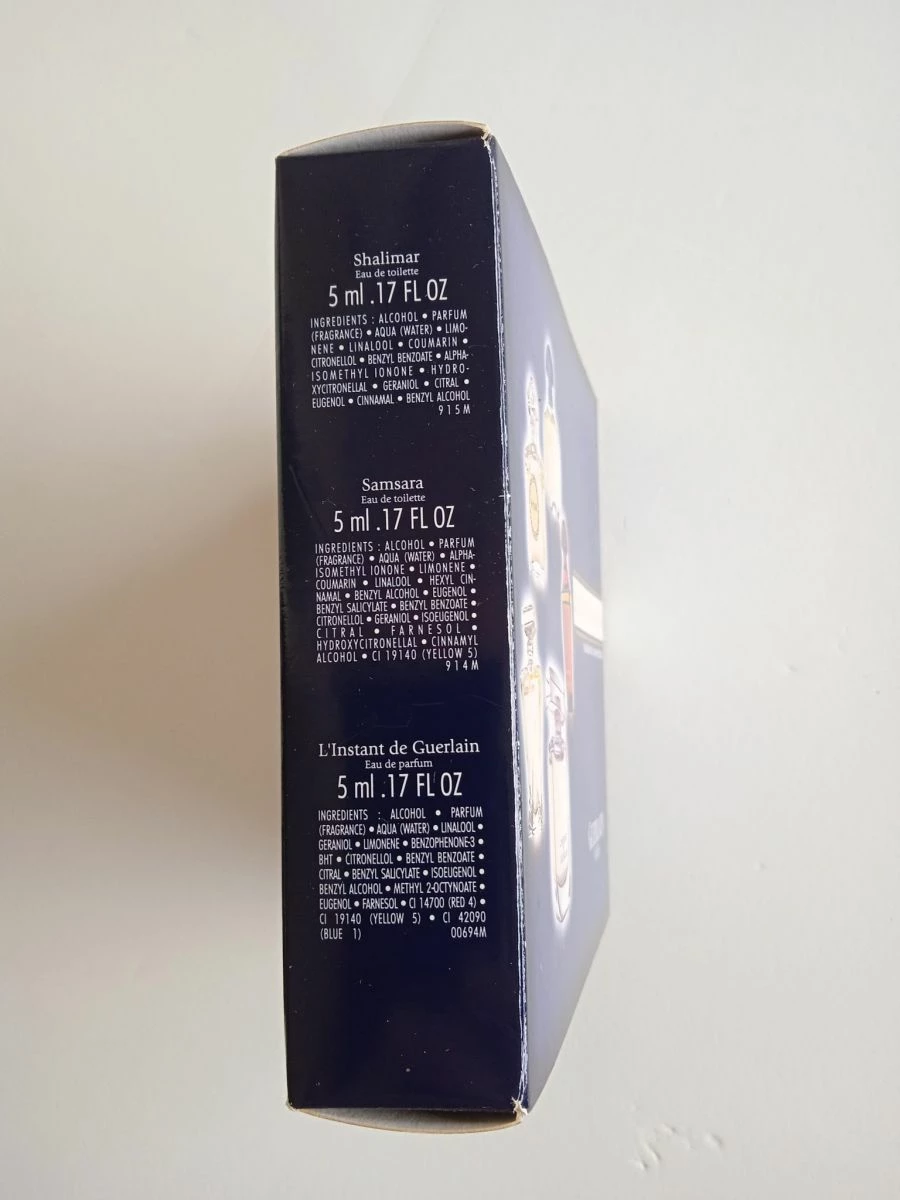 Shalimar
Eau de toilette
5 ml .17 FL OZ
INGREDIENTS : ALCOHOL • PARFUM
(FRAGRANCE) • AQUA (WATER) • LIMO-
NENE • LINALOOL • COUMARIN •
CITRONELLOL • BENZYL BENZOATE • ALPHA-
ISOMETHYL IONONE • HYDRO-
XYCITRONELLAL • GERANIOL • CITRAL •
EUGENOL • CINNAMAL • BENZYL ALCOHOL
915M
Samsara
Eau de toilette
5 ml .17 FL OZ
INGREDIENTS : ALCOHOL • PARFUM
(FRAGRANCE) • AQUA (WATER) • ALPHA-
ISOMETHYL IONONE • LIMONENE •
COUMARIN • LINALOOL • HEXYL CIN-
NAMAL • BENZYL ALCOHOL • EUGENOL •
BENZYL SALICYLATE • BENZYL BENZOATE •
CITRONELLOL • GERANIOL • ISOEUGENOL •
CITRAL • FARNESOL •
HYDROXYCITRONELLAL • CINNAMYL
ALCOHOL • CI 19140 (YELLOW 5)
914M
L'Instant de Guerlain
Eau de parfum
5 ml .17 FL OZ
INGREDIENTS : ALCOHOL • PARFUM
(FRAGRANCE) • AQUA (WATER) • LINALOOL •
GERANIOL • LIMONENE • BENZOPHENONE-3 •
BHT • CITRONELLOL • BENZYL BENZOATE •
CITRAL • BENZYL SALICYLATE • ISOEUGENOL •
BENZYL ALCOHOL • METHYL 2-OCTYNOATE •
EUGENOL • FARNESOL • CI 14700 (RED 4) •
CI 19140 (YELLOW 5) • CI 42090
(BLUE 1) 00694M